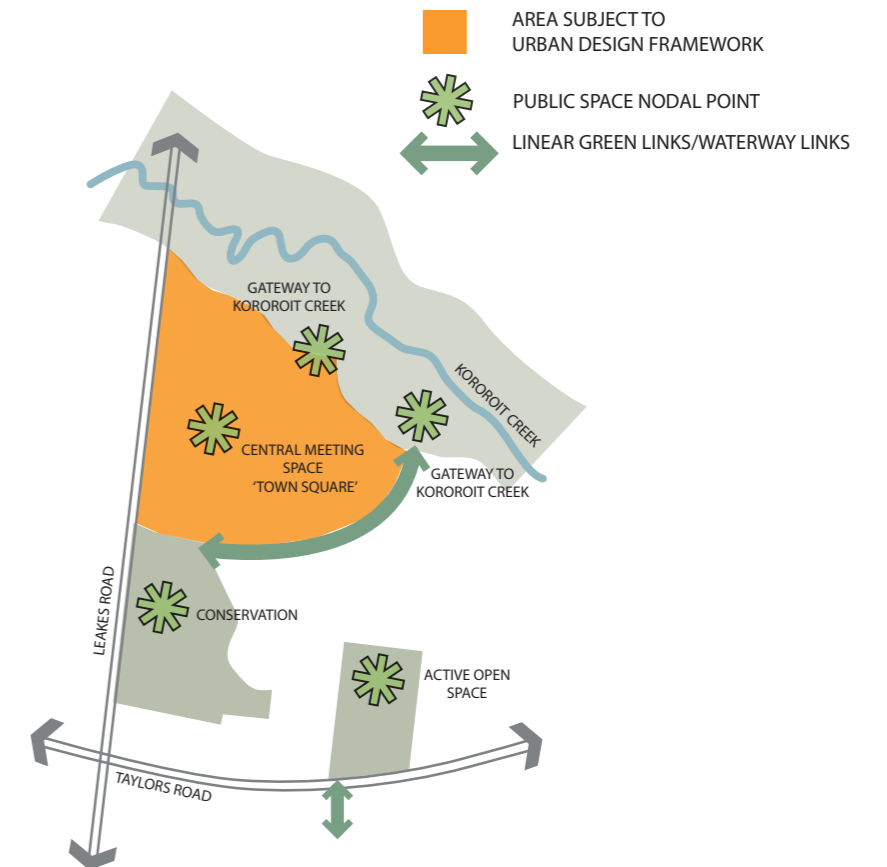 AREA SUBJECT TO
URBAN DESIGN FRAMEWORK
PUBLIC SPACE NODAL POINT
LINEAR GREEN LINKS/WATERWAY LINKS
GATEWAY TO
KOROROIT CREEK
KOROROIT CREEK
CENTRAL MEETING
SPACE
‘TOWN SQUARE’
GATEWAY TO
KOROROIT CREEK
LEAKES ROAD
CONSERVATION
ACTIVE OPEN
SPACE
TAYLORS ROAD